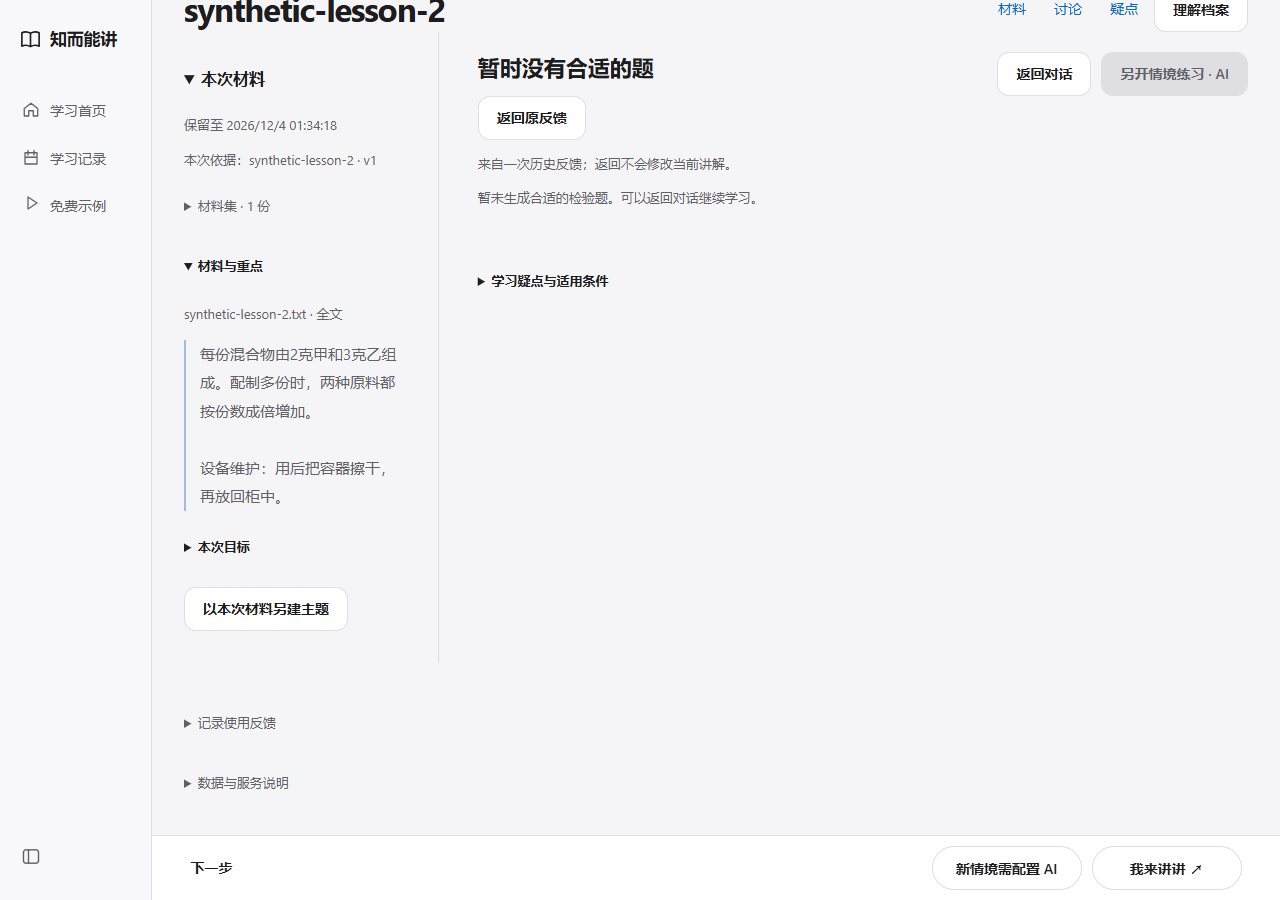 知而能讲
学习首页
学习记录
免费示例
synthetic-lesson-2
材料
讨论
疑点
理解档案
本次材料
保留至 2026/12/4 01:34:18
本次依据：synthetic-lesson-2 · v1
材料集 · 1 份
材料与重点
synthetic-lesson-2.txt · 全文
每份混合物由2克甲和3克乙组
成。配制多份时，两种原料都
按份数成倍增加。
设备维护：用后把容器擦干，
再放回柜中。
本次目标
以本次材料另建主题
暂时没有合适的题
返回对话
另开情境练习 · AI
返回原反馈
来自一次历史反馈；返回不会修改当前讲解。
暂未生成合适的检验题。可以返回对话继续学习。
学习疑点与适用条件
记录使用反馈
数据与服务说明
下一步
新情境需配置 AI
我来讲讲 ↗